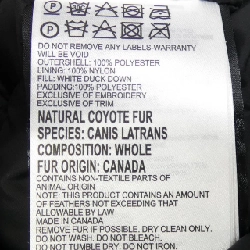 DO NOT REMOVE ANY LABELS WARRANTY
WILL BE VOID
OUTERSHELL: 100% POLYESTER
LINING: 100% NYLON
FILL: WHITE DUCK DOWN
PADDING:100% POLYESTER
EXCLUSIVE OF EMBROIDERY
EXCLUSIVE OF TRIM
NATURAL COYOTE FUR
SPECIES: CANIS LATRANS
COMPOSITION: WHOLE
FUR ORIGIN: CANADA
CONTAINS NON-TEXTILE PARTS OF
ANIMAL ORIGIN
NOTE: THIS PRODUCT CONTAINS AN AMOUNT
OF FEATHERS NOT EXCEEDING THAT
ALLOWABLE BY LAW
MADE IN CANADA
REMOVE FUR IF POSSIBLE. DRY CLEAN ONLY.
DO NOT WASH. DO NOT BLEACH.
DO NOT TUMBLE DRY. DO NOT IRON.